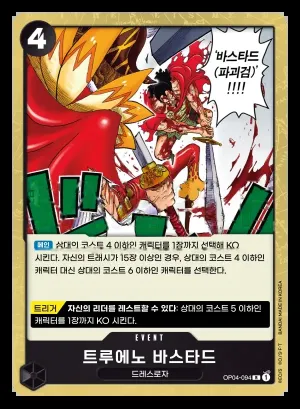 4
'바스타드
(파괴검)'
!!!!
메인 상대의 코스트 4 이하인 캐릭터를 1장까지 선택해 KO
시킨다. 자신의 트래시가 15장 이상인 경우, 상대의 코스트 4 이하인
캐릭터 대신 상대의 코스트 6 이하인 캐릭터를 선택한다.
트리거 자신의 리더를 레스트할 수 있다: 상대의 코스트 5 이하인
캐릭터를 1장까지 KO 시킨다.
EVENT
트루에노 바스타드
드레스로자
OP04-094 R 1
BANDAI MADE IN KOREA